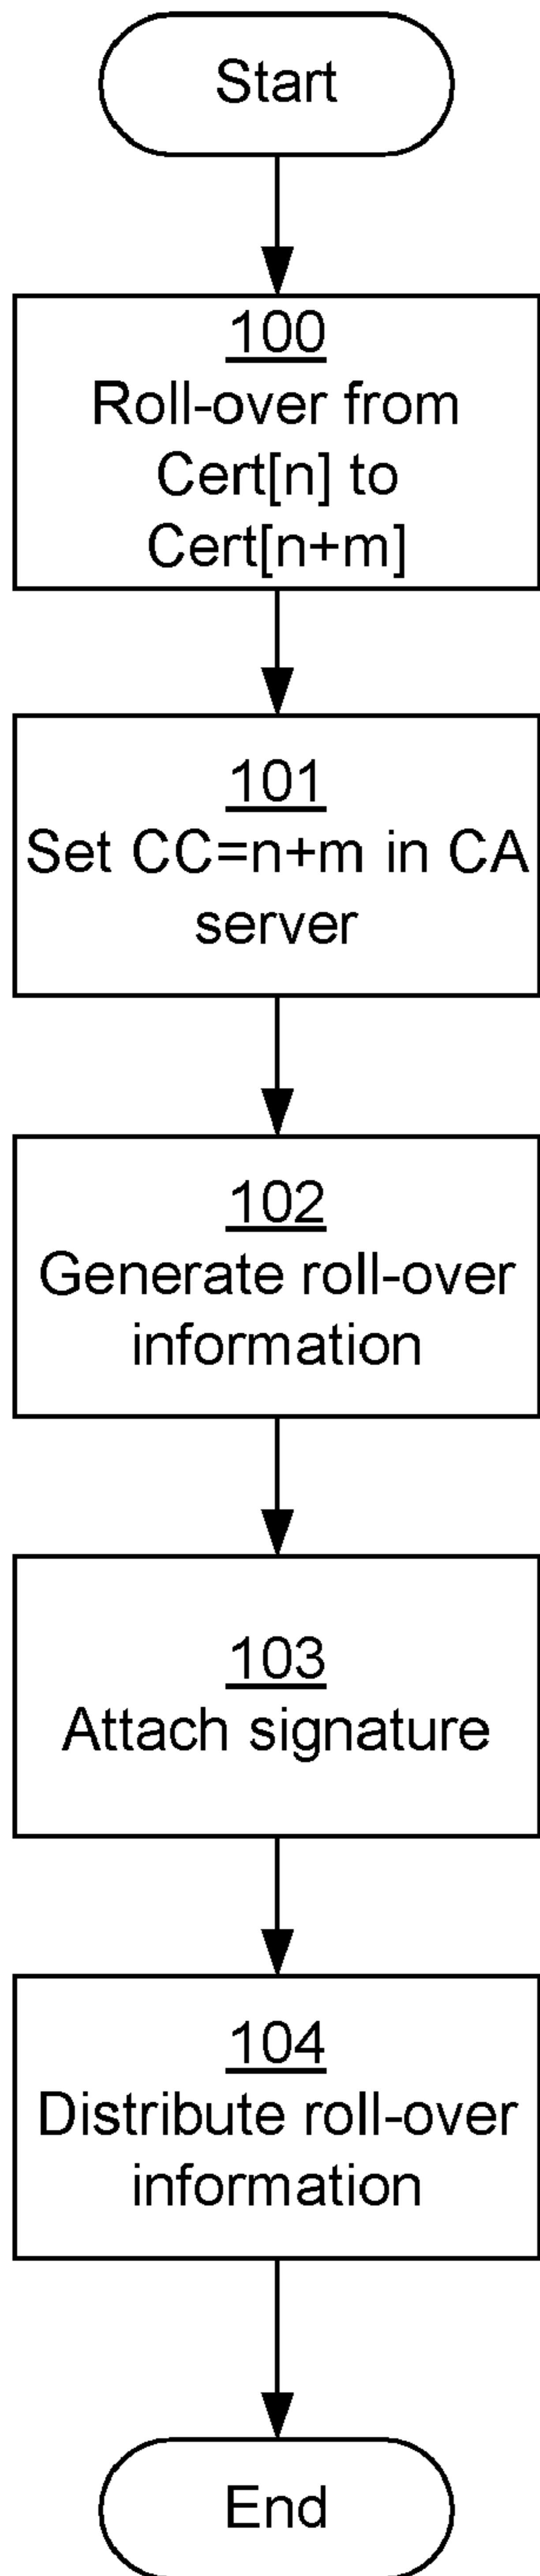 Start
100
Roll-over from
Cert[n] to
Cert[n+m]
101
Set CC=n+m in CA
server
102
Generate roll-over
information
103
Attach signature
104
Distribute roll-over
information
End